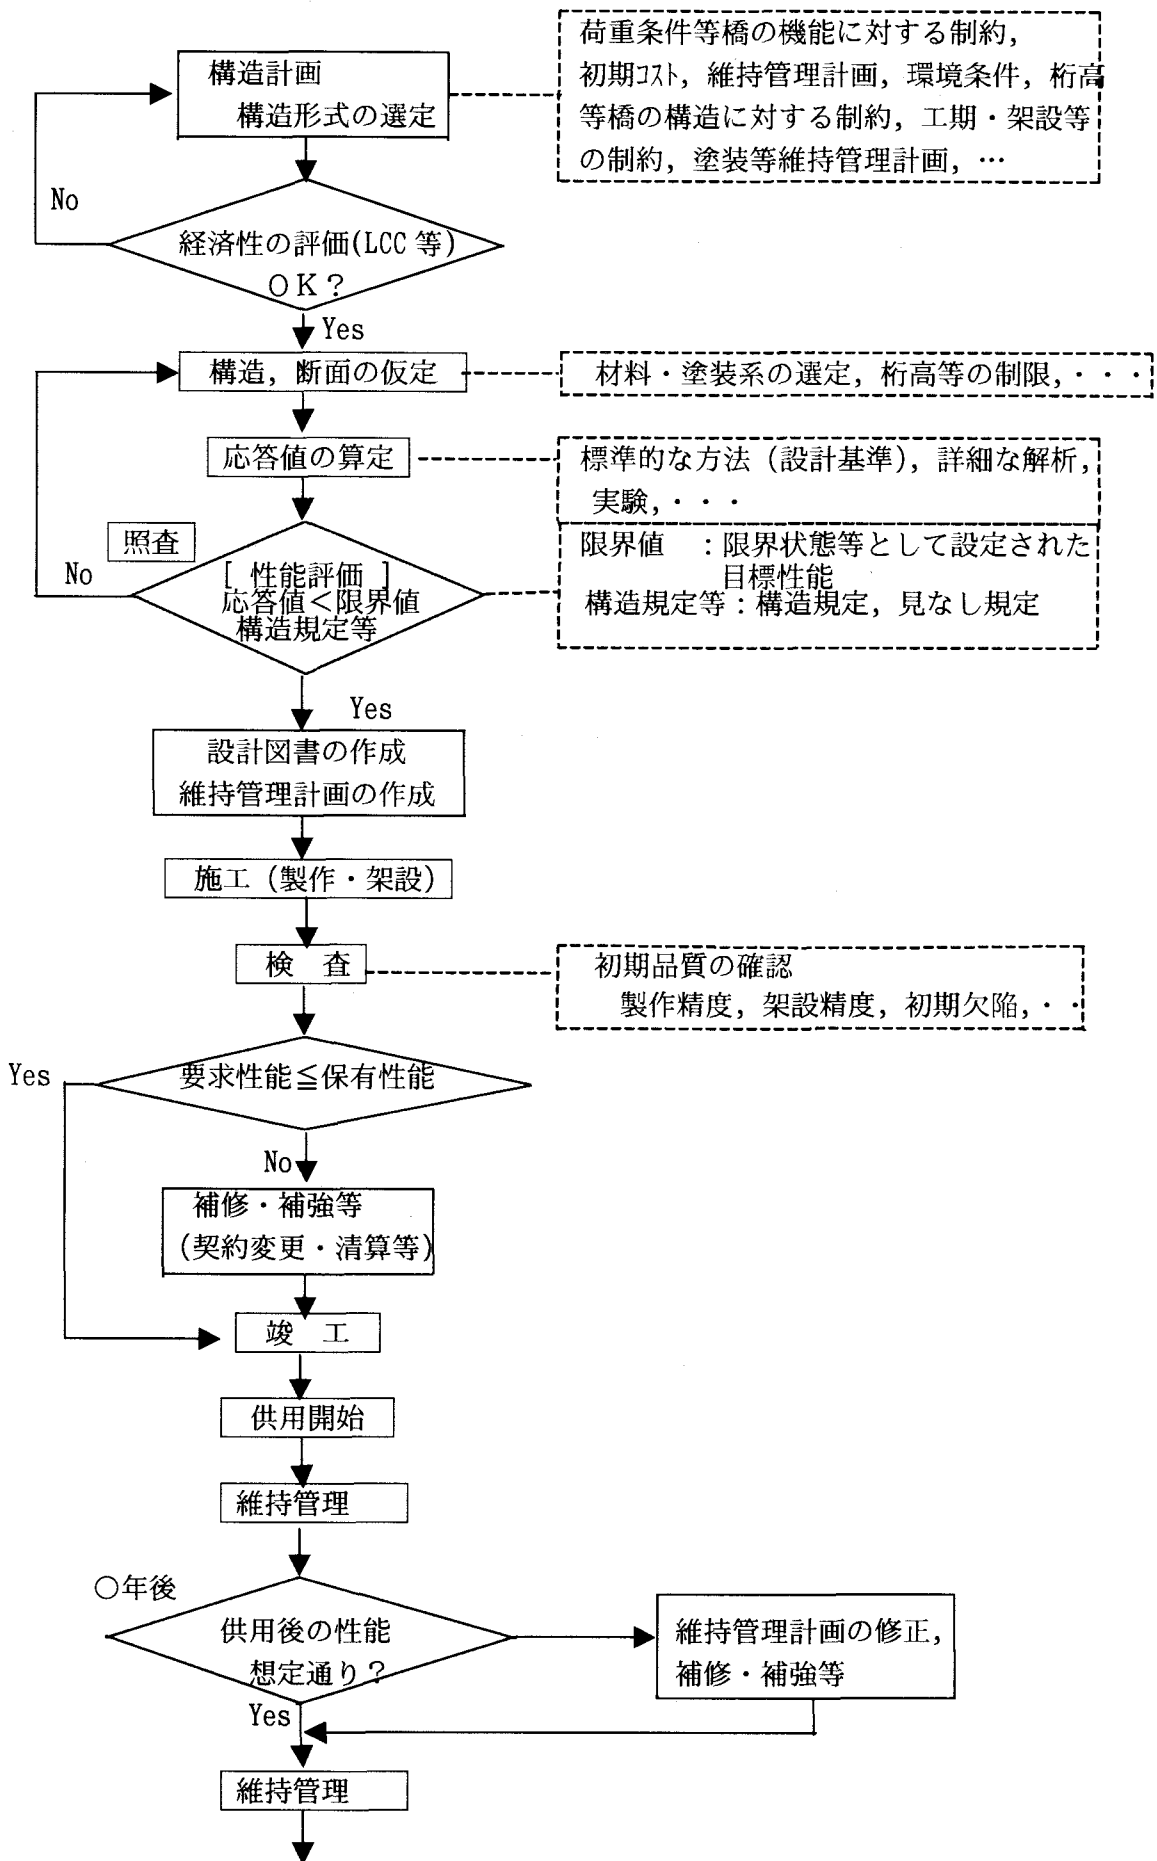 構造計画
構造形式の選定
荷重条件等橋の機能に対する制約,
初期コスト, 維持管理計画, 環境条件, 桁高
等橋の構造に対する制約, 工期・架設等
の制約, 塗装等維持管理計画, …
No
経済性の評価(LCC 等)
ＯＫ？
Yes
構造, 断面の仮定
材料・塗装系の選定, 桁高等の制限, ・・・
応答値の算定
標準的な方法（設計基準）, 詳細な解析,
実験, ・・・
照査
No
[ 性能評価 ]
応答値＜限界値
構造規定等
限界値 ：限界状態等として設定された
目標性能
構造規定等：構造規定, 見なし規定
Yes
設計図書の作成
維持管理計画の作成
施工（製作・架設）
検 査
初期品質の確認
製作精度, 架設精度, 初期欠陥, ・・
Yes
要求性能≦保有性能
No
補修・補強等
（契約変更・清算等）
竣 工
供用開始
維持管理
○年後
供用後の性能
想定通り？
維持管理計画の修正,
補修・補強等
Yes
維持管理